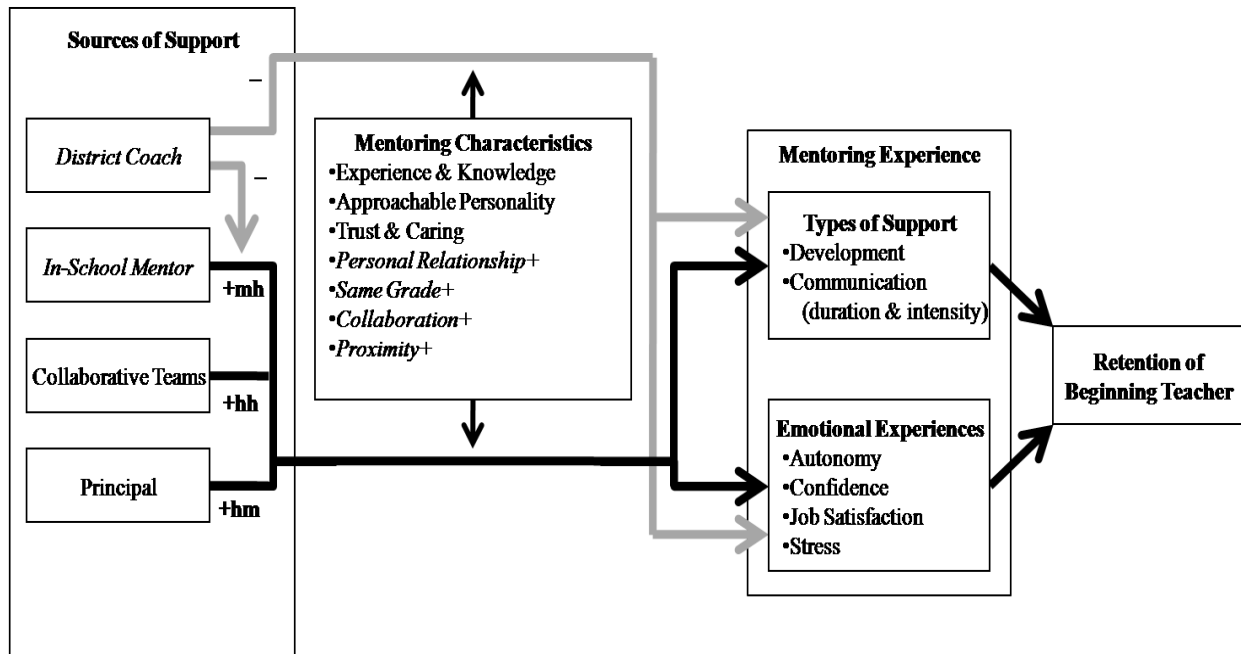 Sources of Support
–
District Coach
–
In-School Mentor
+mh
Collaborative Teams
+hh
Principal
+hm
Mentoring Characteristics
•Experience & Knowledge
•Approachable Personality
•Trust & Caring
•Personal Relationship+
•Same Grade+
•Collaboration+
•Proximity+
Mentoring Experience
Types of Support
•Development
•Communication
(duration & intensity)
Emotional Experiences
•Autonomy
•Confidence
•Job Satisfaction
•Stress
Retention of
Beginning Teacher